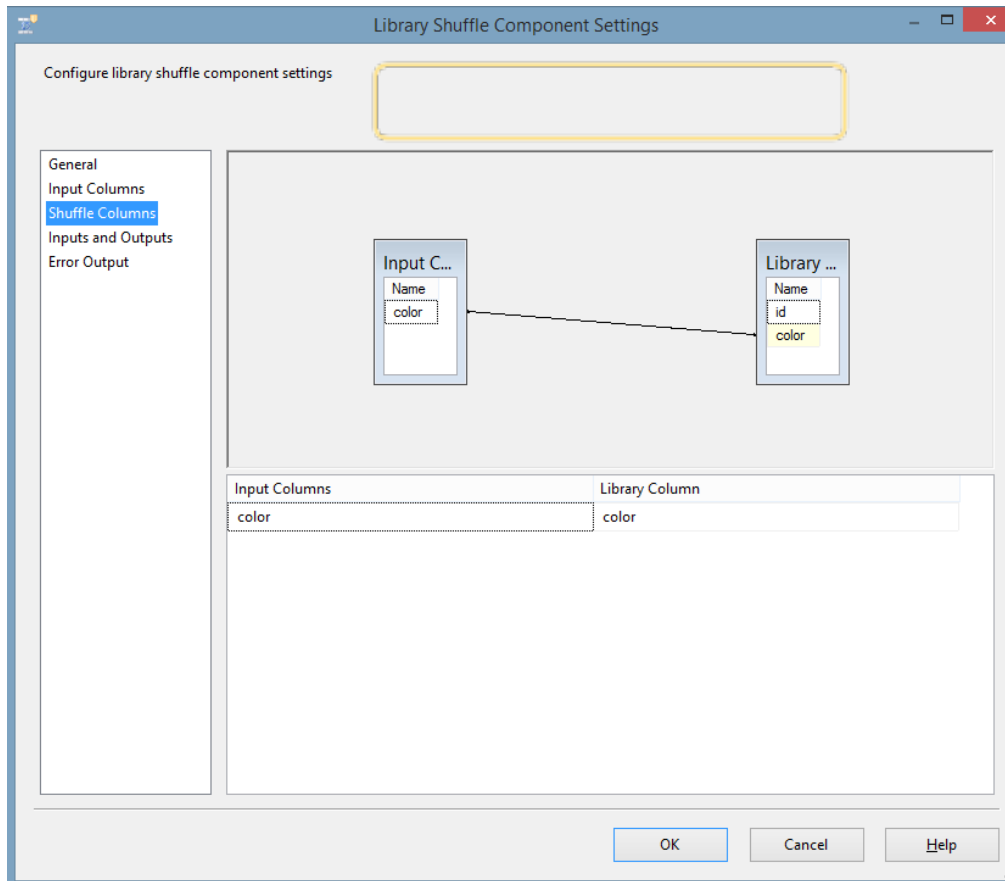 Library Shuffle Component Settings
Configure library shuffle component settings
General
Input Columns
Shuffle Columns
Inputs and Outputs
Error Output
Input C...
Name
color
Library ...
Name
id
color
Input Columns Library Column
color color
OK Cancel Help